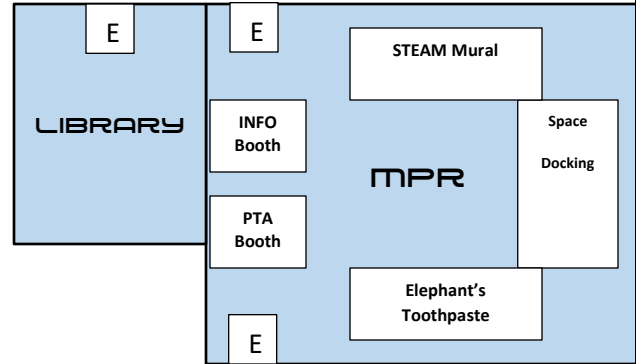 E
E
STEAM Mural
LIBRARY
INFO
Booth
Space
Docking
MPR
PTA
Booth
Elephant's
Toothpaste
E